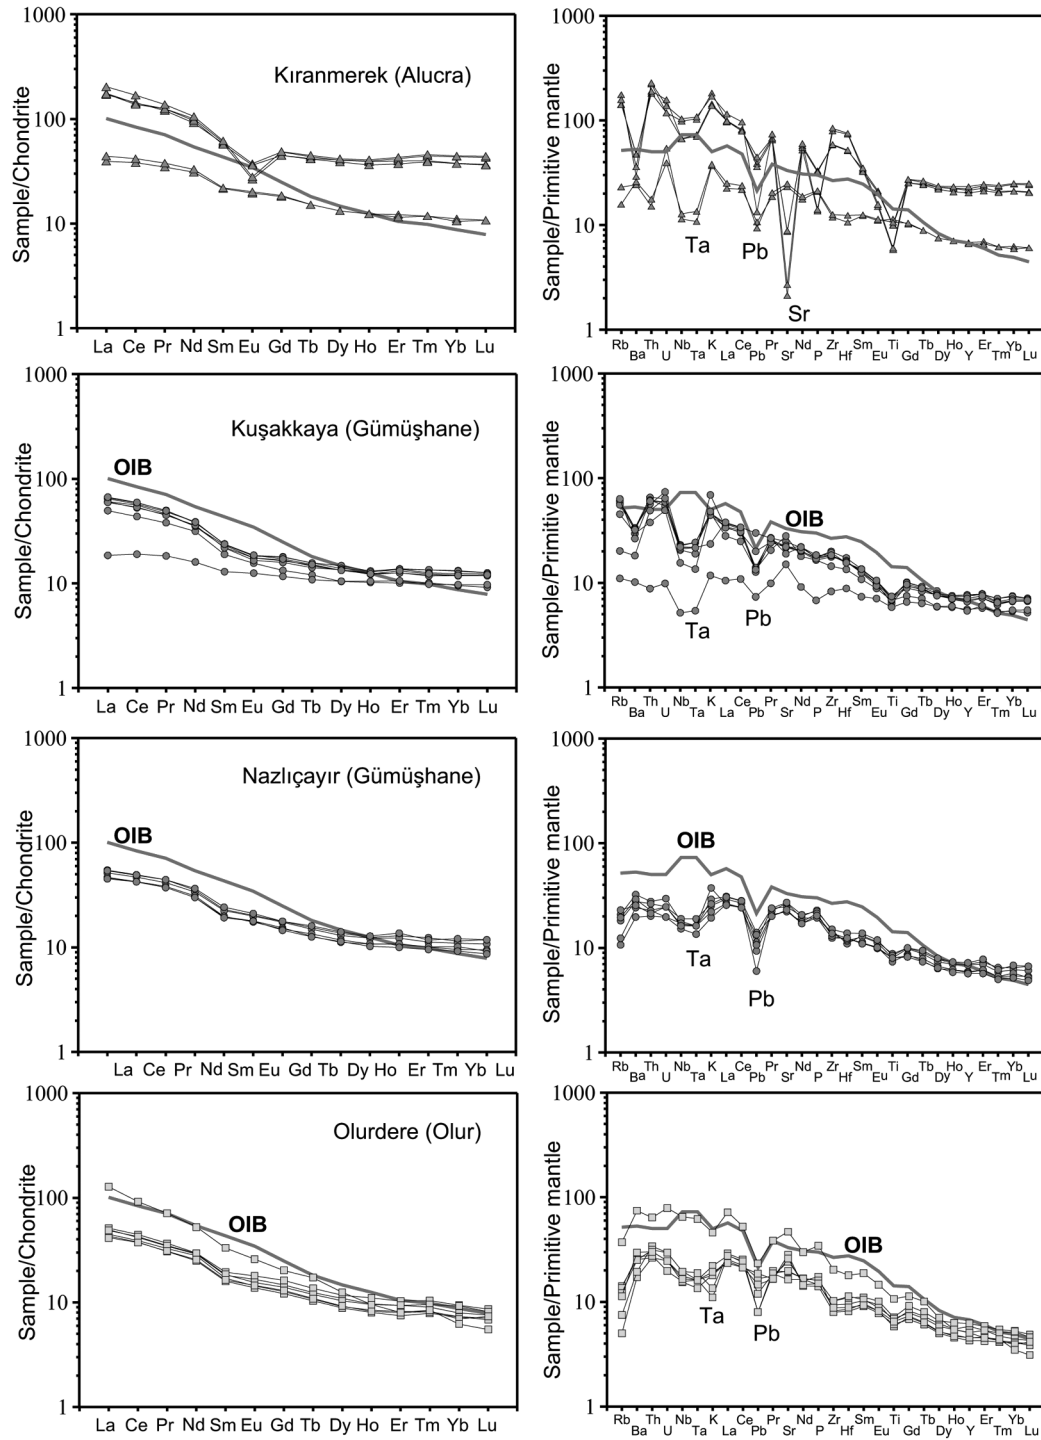 1000
100
10
1
Sample/Chondrite
Kıranmerek (Alucra)
La Ce Pr Nd Sm Eu Gd Tb Dy Ho Er Tm Yb Lu
1000
100
10
1
Sample/Primitive mantle
Ta
Pb
Sr
Rb Th Nb K Ce Pr Nd Zr Sm Ti Tb Ho Er Yb
Ba U Ta La Pb Sr P Hf Eu Gd Dy Y Tm Lu
1000
100
10
1
Sample/Chondrite
Kuşakkaya (Gümüşhane)
OIB
La Ce Pr Nd Sm Eu Gd Tb Dy Ho Er Tm Yb Lu
1000
100
10
1
Sample/Primitive mantle
OIB
Ta
Pb
Rb Th Nb K Ce Pr Nd Zr Sm Ti Tb Ho Er Yb
Ba U Ta La Pb Sr P Hf Eu Gd Dy Y Tm Lu
1000
100
10
1
Sample/Chondrite
Nazlıçayır (Gümüşhane)
OIB
La Ce Pr Nd Sm Eu Gd Tb Dy Ho Er Tm Yb Lu
1000
100
10
1
Sample/Primitive mantle
OIB
Ta
Pb
Rb Th Nb K Ce Pr Nd Zr Sm Ti Tb Ho Er Yb
Ba U Ta La Pb Sr P Hf Eu Gd Dy Y Tm Lu
1000
100
10
1
Sample/Chondrite
Olurdere (Olur)
OIB
La Ce Pr Nd Sm Eu Gd Tb Dy Ho Er Tm Yb Lu
1000
100
10
1
Sample/Primitive mantle
OIB
Ta
Pb
Rb Th Nb K Ce Pr Nd Zr Sm Ti Tb Ho Er Yb
Ba U Ta La Pb Sr P Hf Eu Gd Dy Y Tm Lu